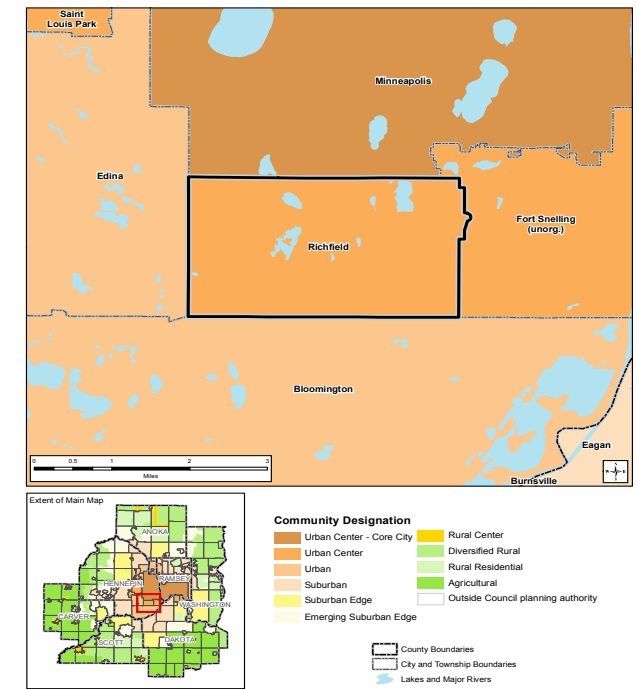 Saint
Louis Park
Minneapolis
Edina
Fort Snelling
(unorg.)
Richfield
Bloomington
Eagan
Burnsville
0 0.5 1 2 3
Miles
Extent of Main Map
ANOKA
HENNEPIN
RAMSEY
WASHINGTON
CARVER
SCOTT
DAKOTA
Community Designation
Urban Center - Core City
Urban Center
Urban
Suburban
Suburban Edge
Emerging Suburban Edge
Rural Center
Diversified Rural
Rural Residential
Agricultural
Outside Council planning authority
County Boundaries
City and Township Boundaries
Lakes and Major Rivers